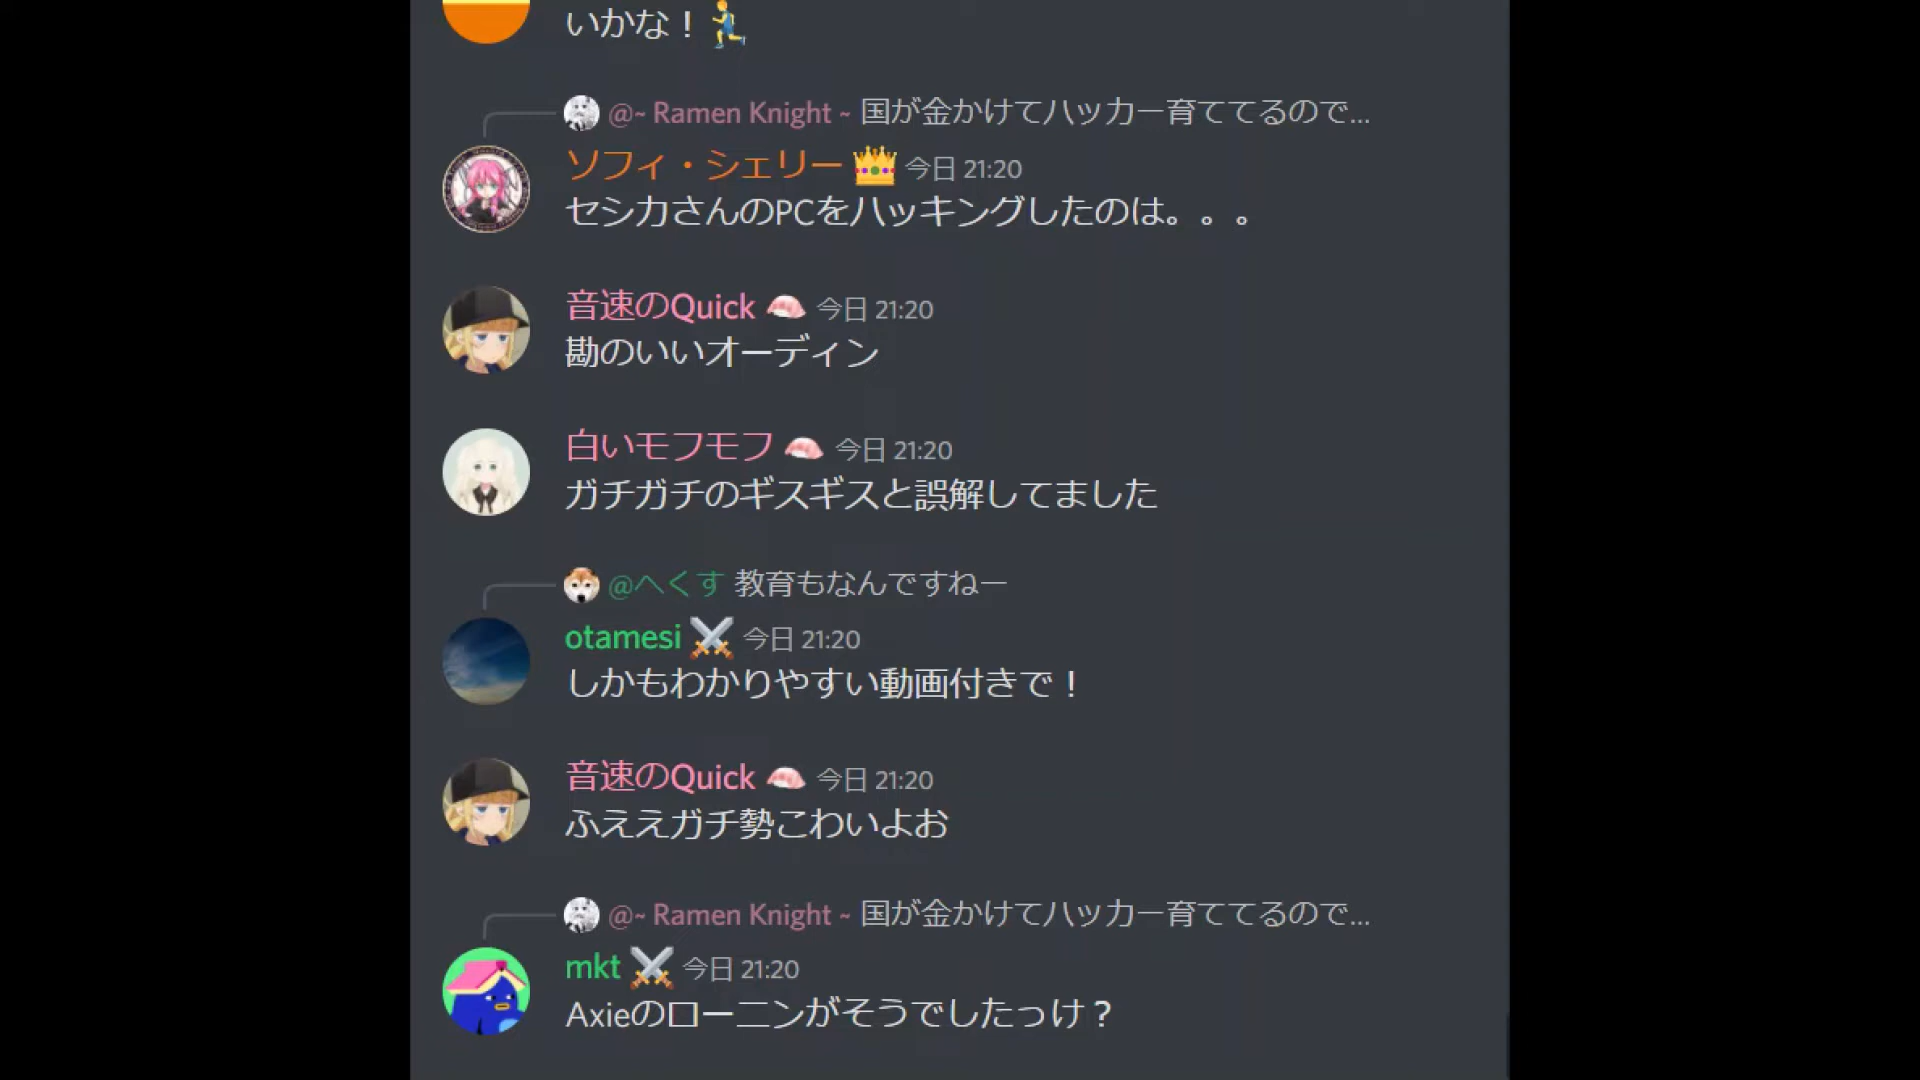 いかな！
@~ Ramen Knight ~ 国が金かけてハッカー育ててるので...
ソフィ・シェリー 今日 21:20
セシカさんのPCをハッキングしたのは。。。
音速のQuick 今日 21:20
勘のいいオーディン
白いモフモフ 今日 21:20
ガチガチのギスギスと誤解してました
@へくす 教育もなんですねー
otamesi 今日 21:20
しかもわかりやすい動画付きで！
音速のQuick 今日 21:20
ふええガチ勢こわいよお
@~ Ramen Knight ~ 国が金かけてハッカー育ててるので...
mkt 今日 21:20
Axieのローニンがそうでしたっけ？